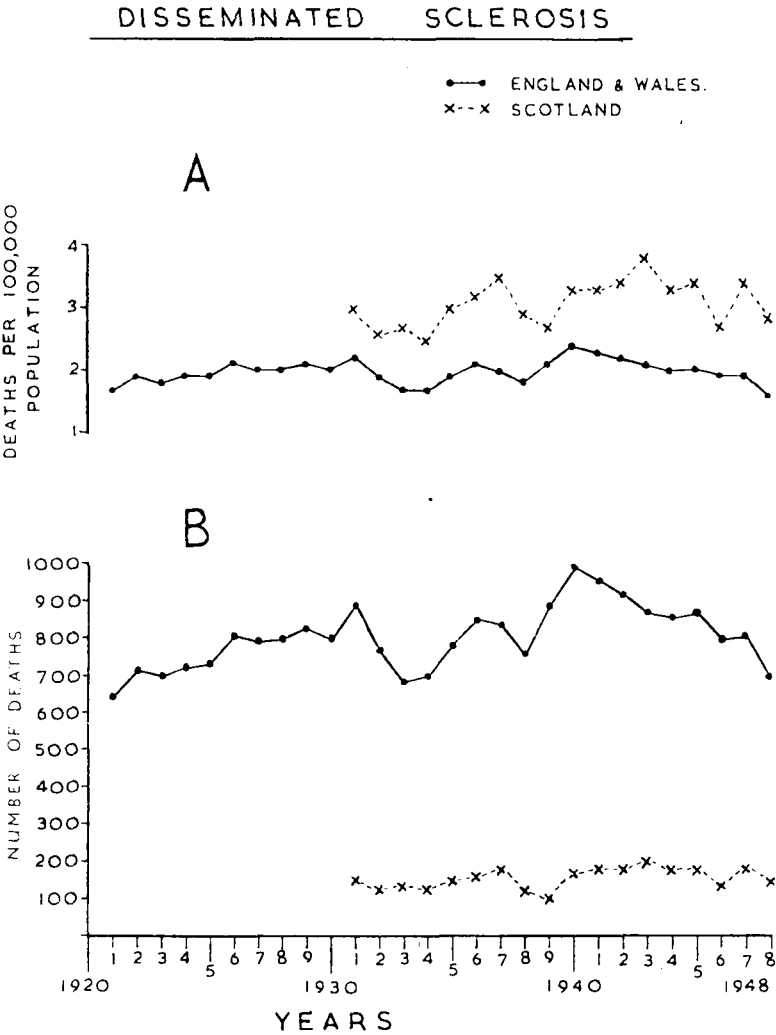 DISSEMINATED SCLEROSIS
ENGLAND & WALES.
SCOTLAND
A
DEATHS PER 100,000
POPULATION
4
3
2
1
B
NUMBER OF DEATHS
1000
900
800
700
600
500
400
300
200
100
1 2 3 4 5 6 7 8 9 1 2 3 4 5 6 7 8 9 1 2 3 4 5 6 7 8
1920 1930 1940 1948
YEARS